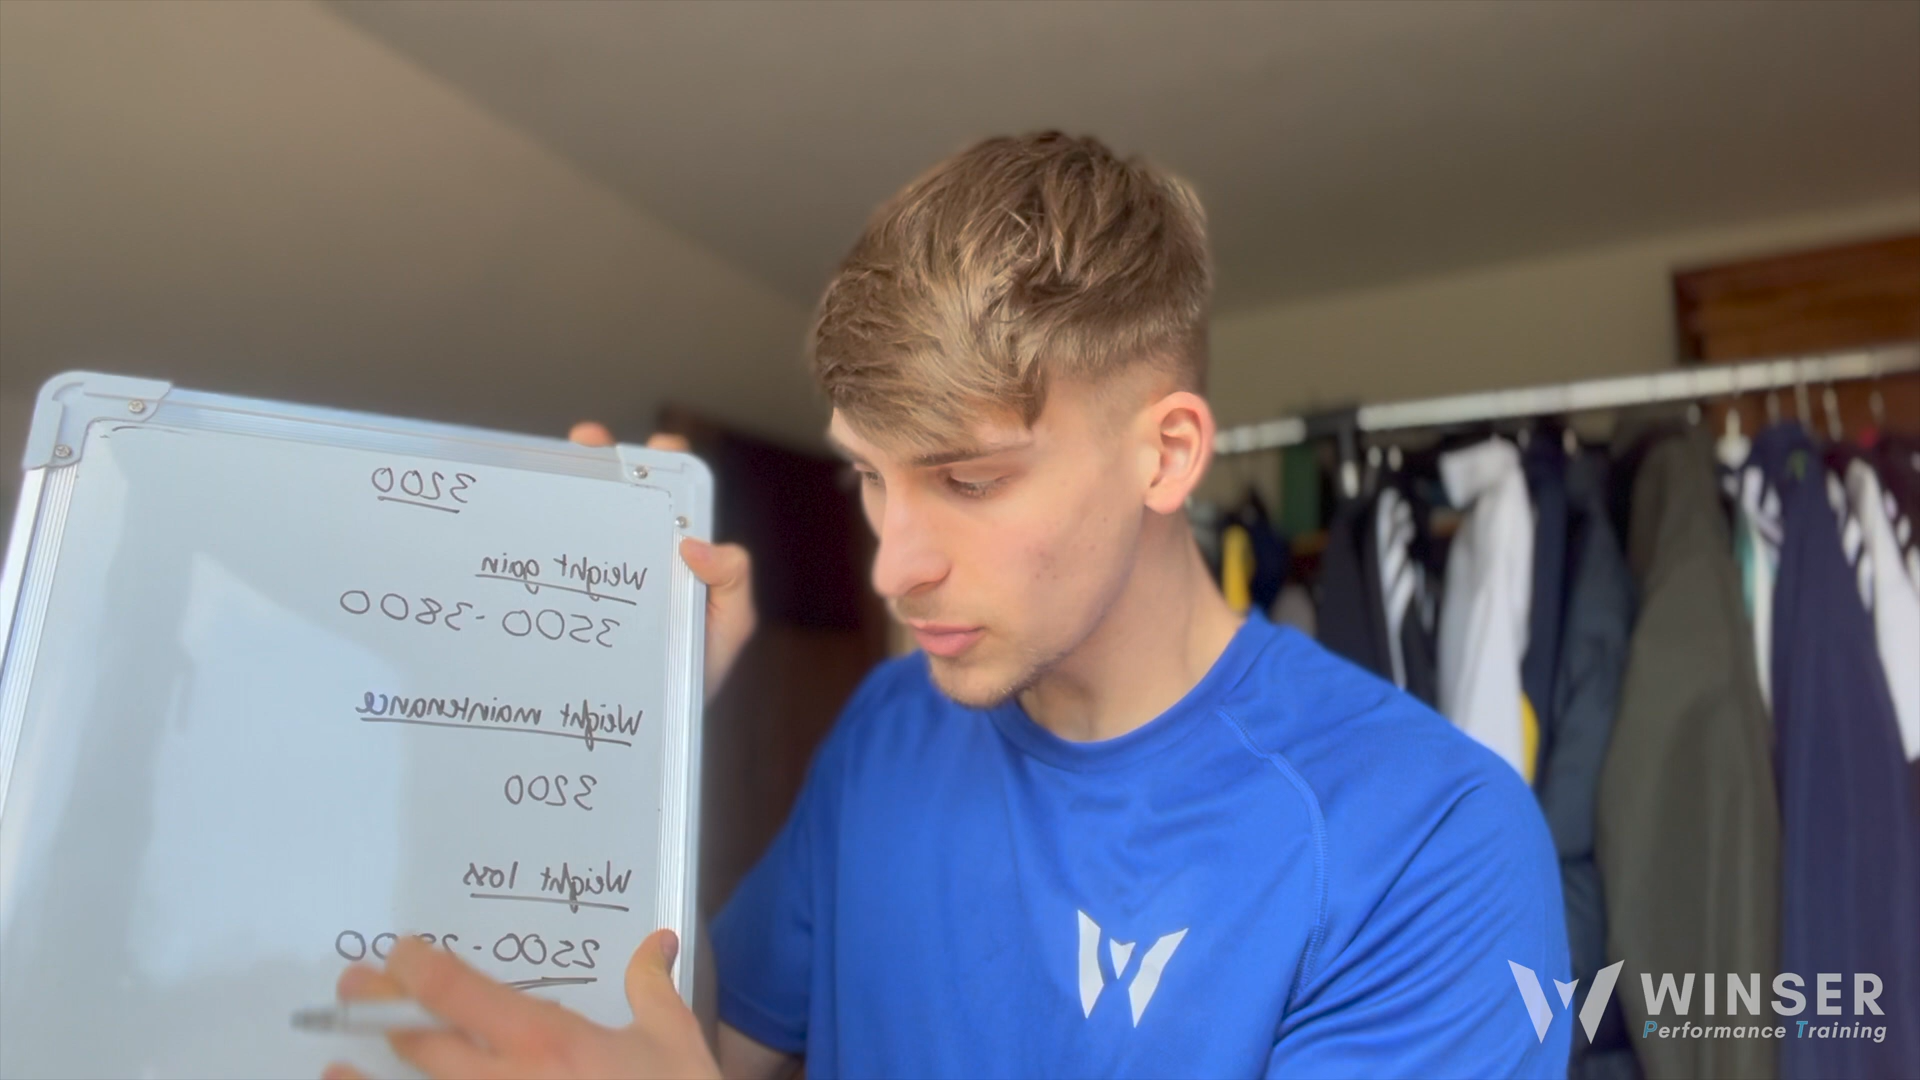 3200
Weight gain
3500-3800
Weight maintenance
3200
Weight loss
2500-
WINSER
Performance Training